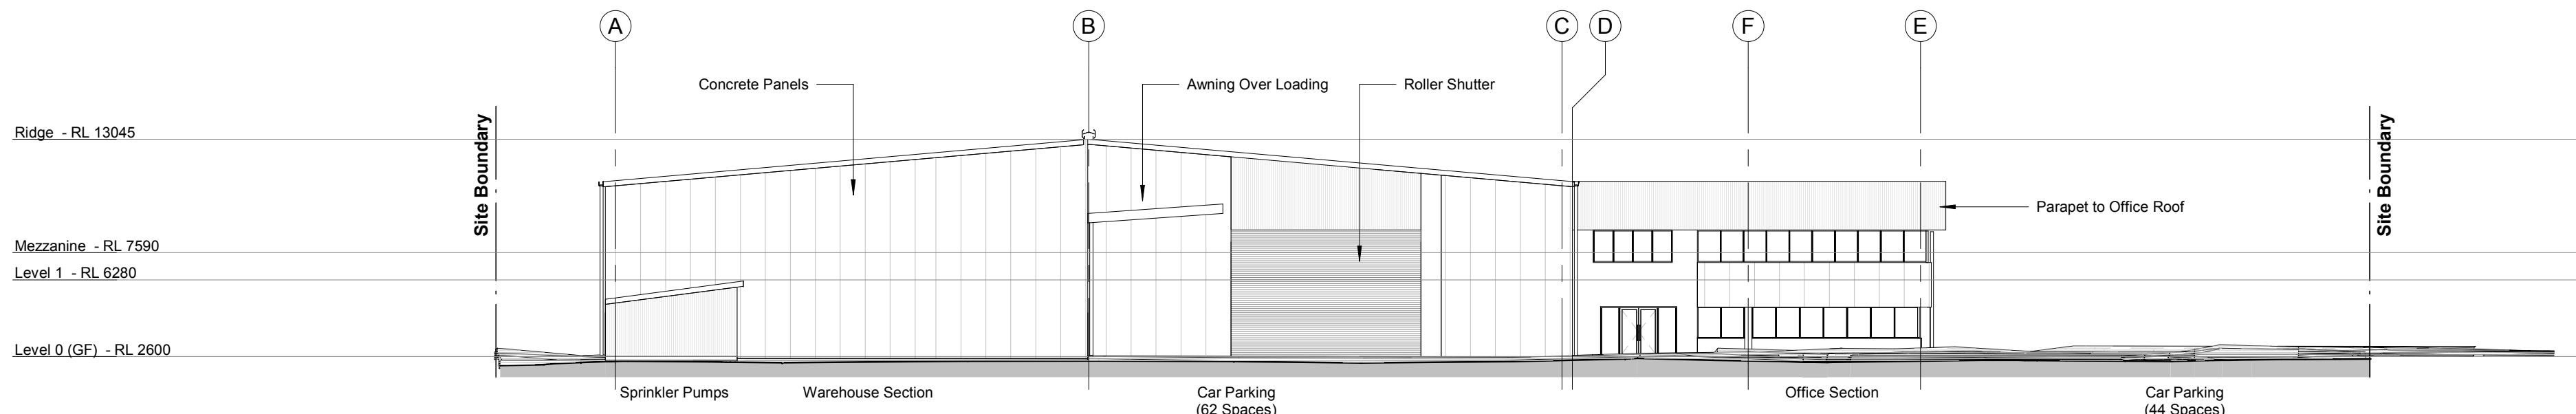 A
B
C
D
F
E
Concrete Panels
Awning Over Loading
Roller Shutter
Ridge - RL 13045
Site Boundary
Site Boundary
Parapet to Office Roof
Mezzanine - RL 7590
Level 1 - RL 6280
Level 0 (GF) - RL 2600
Sprinkler Pumps
Warehouse Section
Car Parking
(62 Spaces)
Office Section
Car Parking
(44 Spaces)